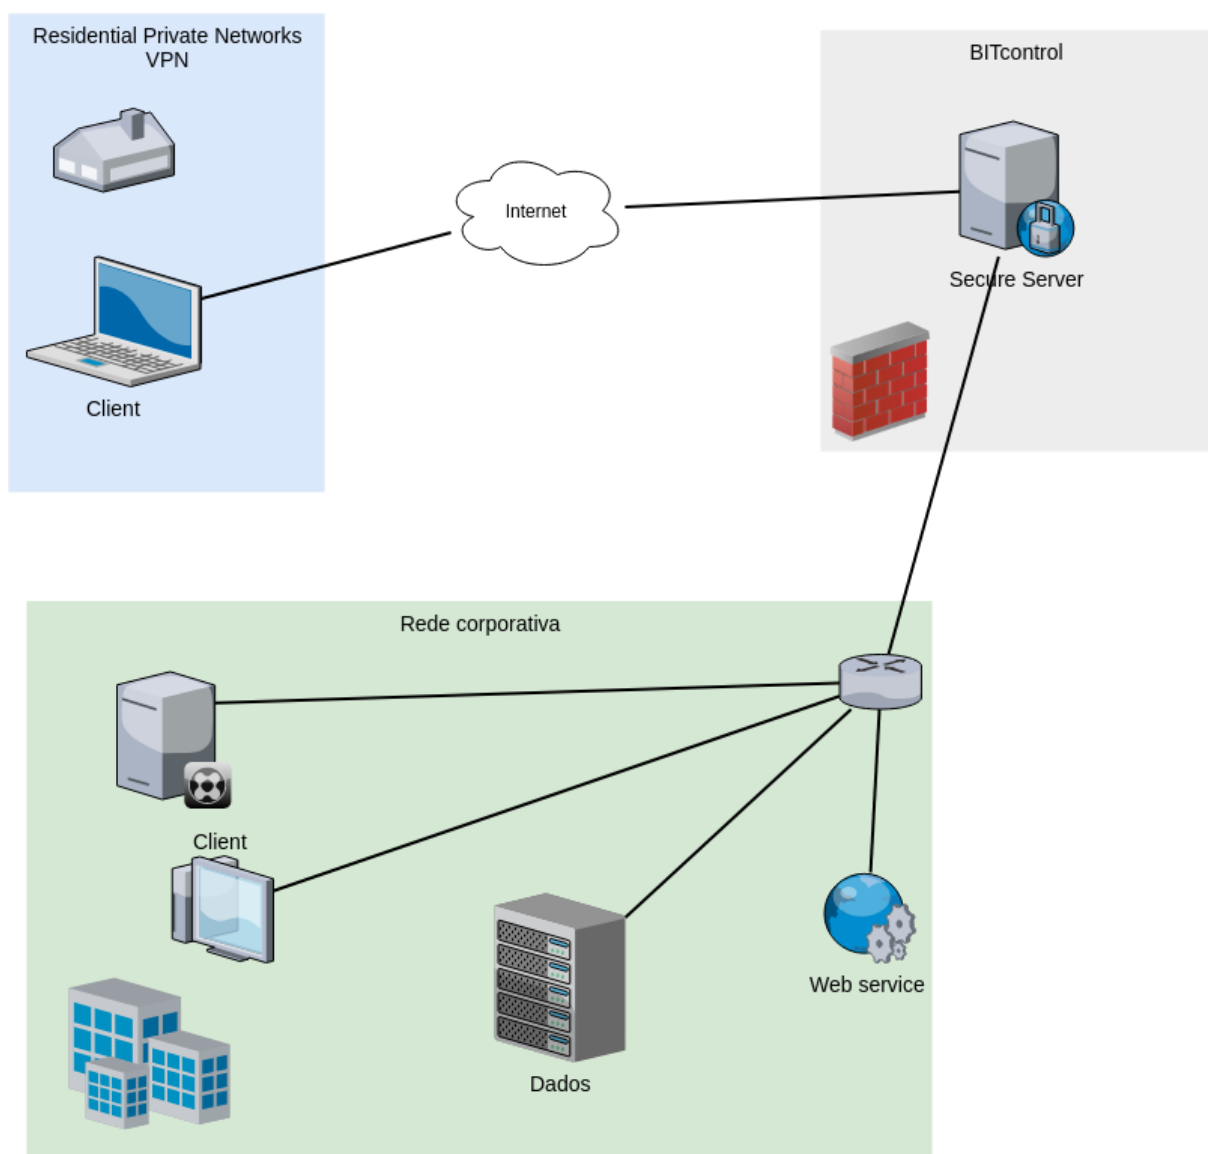 Residential Private Networks
VPN
BITcontrol
Internet
Secure Server
Client
Rede corporativa
Client
Web service
Dados